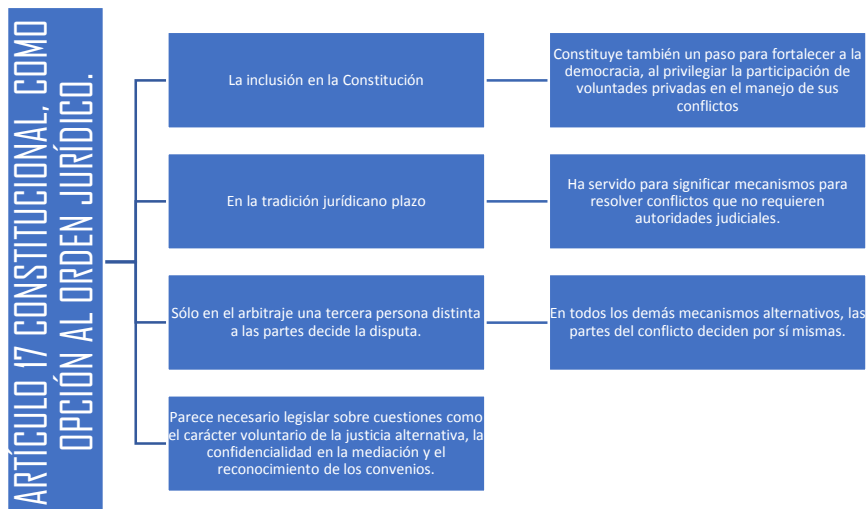 ARTÍCULO 17 CONSTITUCIONAL, COMO
OPCIÓN AL ORDEN JURÍDICO.
La inclusión en la Constitución
Constituye también un paso para fortalecer a la
democracia, al privilegiar la participación de
voluntades privadas en el manejo de sus
conflictos
En la tradición jurídicano plazo
Ha servido para significar mecanismos para
resolver conflictos que no requieren
autoridades judiciales.
Sólo en el arbitraje una tercera persona distinta
a las partes decide la disputa.
En todos los demás mecanismos alternativos, las
partes del conflicto deciden por sí mismas.
Parece necesario legislar sobre cuestiones como
el carácter voluntario de la justicia alternativa, la
confidencialidad en la mediación y el
reconocimiento de los convenios.